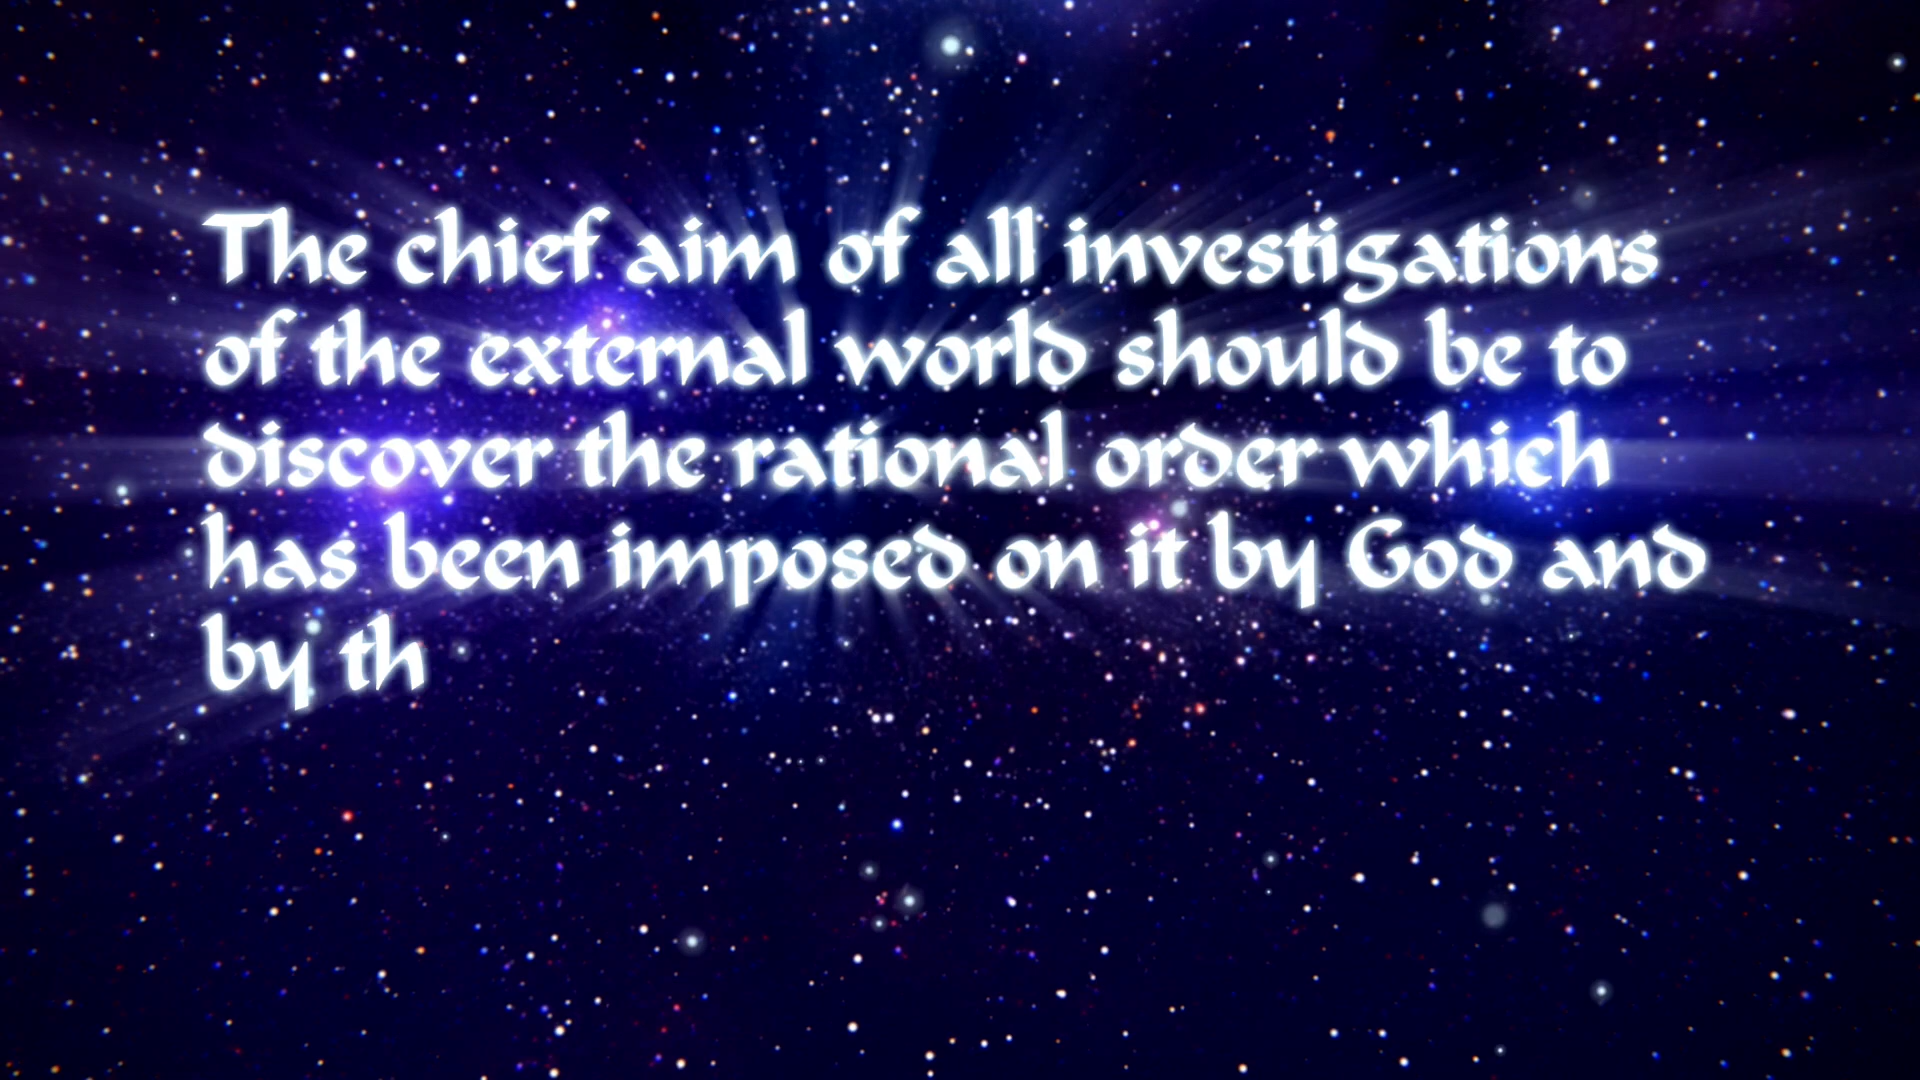 The chief aim of all investigations
of the external world should be to
discover the rational order which
has been imposed on it by God and
by th